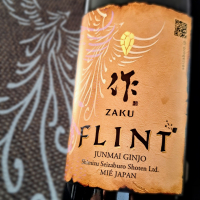 作
ZAKU
FLINT
JUNMAI GINJO
Shimizu Seizaburo Shoten Ltd.
MIE JAPAN